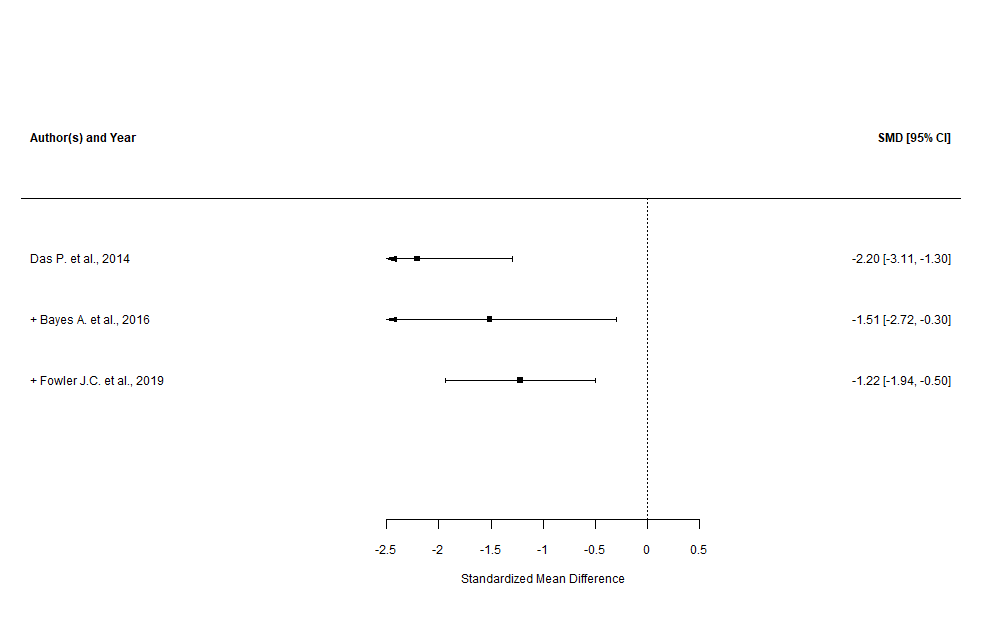 Author(s) and Year SMD [95% CI]
Das P. et al., 2014 -2.20 [-3.11, -1.30]
+ Bayes A. et al., 2016 -1.51 [-2.72, -0.30]
+ Fowler J.C. et al., 2019 -1.22 [-1.94, -0.50]
-2.5 -2 -1.5 -1 -0.5 0 0.5
Standardized Mean Difference